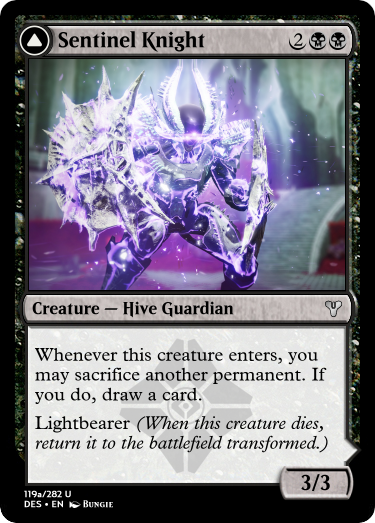 Sentinel Knight 2
Creature — Hive Guardian
Whenever this creature enters, you
may sacrifice another permanent. If
you do, draw a card.
Lightbearer (When this creature dies,
return it to the battlefield transformed.)
3/3
119a/282 U
DES • EN Bungie